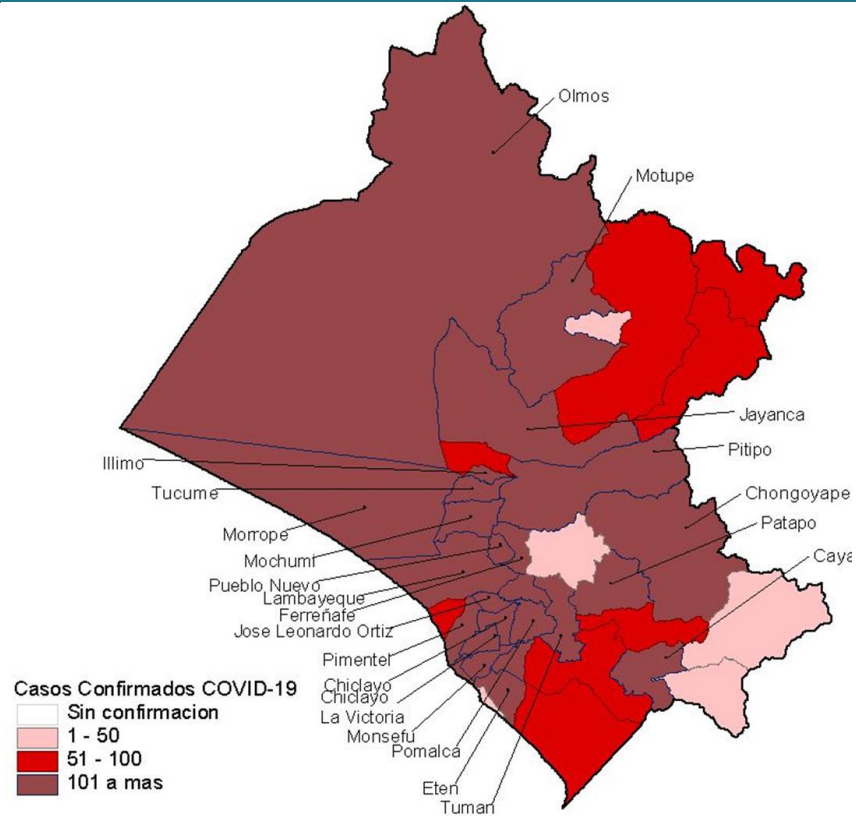 Olmos
Motupe
Jayanca
Pitipo
Illimo
Tucume
Chongoyape
Patapo
Morrope
Mochumi
Caya
Pueblo Nuevo
Lambayeque
Ferreñafe
Jose Leonardo Ortiz
Pimentel
Chiclayo
Chiclayo
La Victoria
Monsefu
Pomalca
Eten
Tuman
Casos Confirmados COVID-19
Sin confirmacion
1 - 50
51 - 100
101 a mas